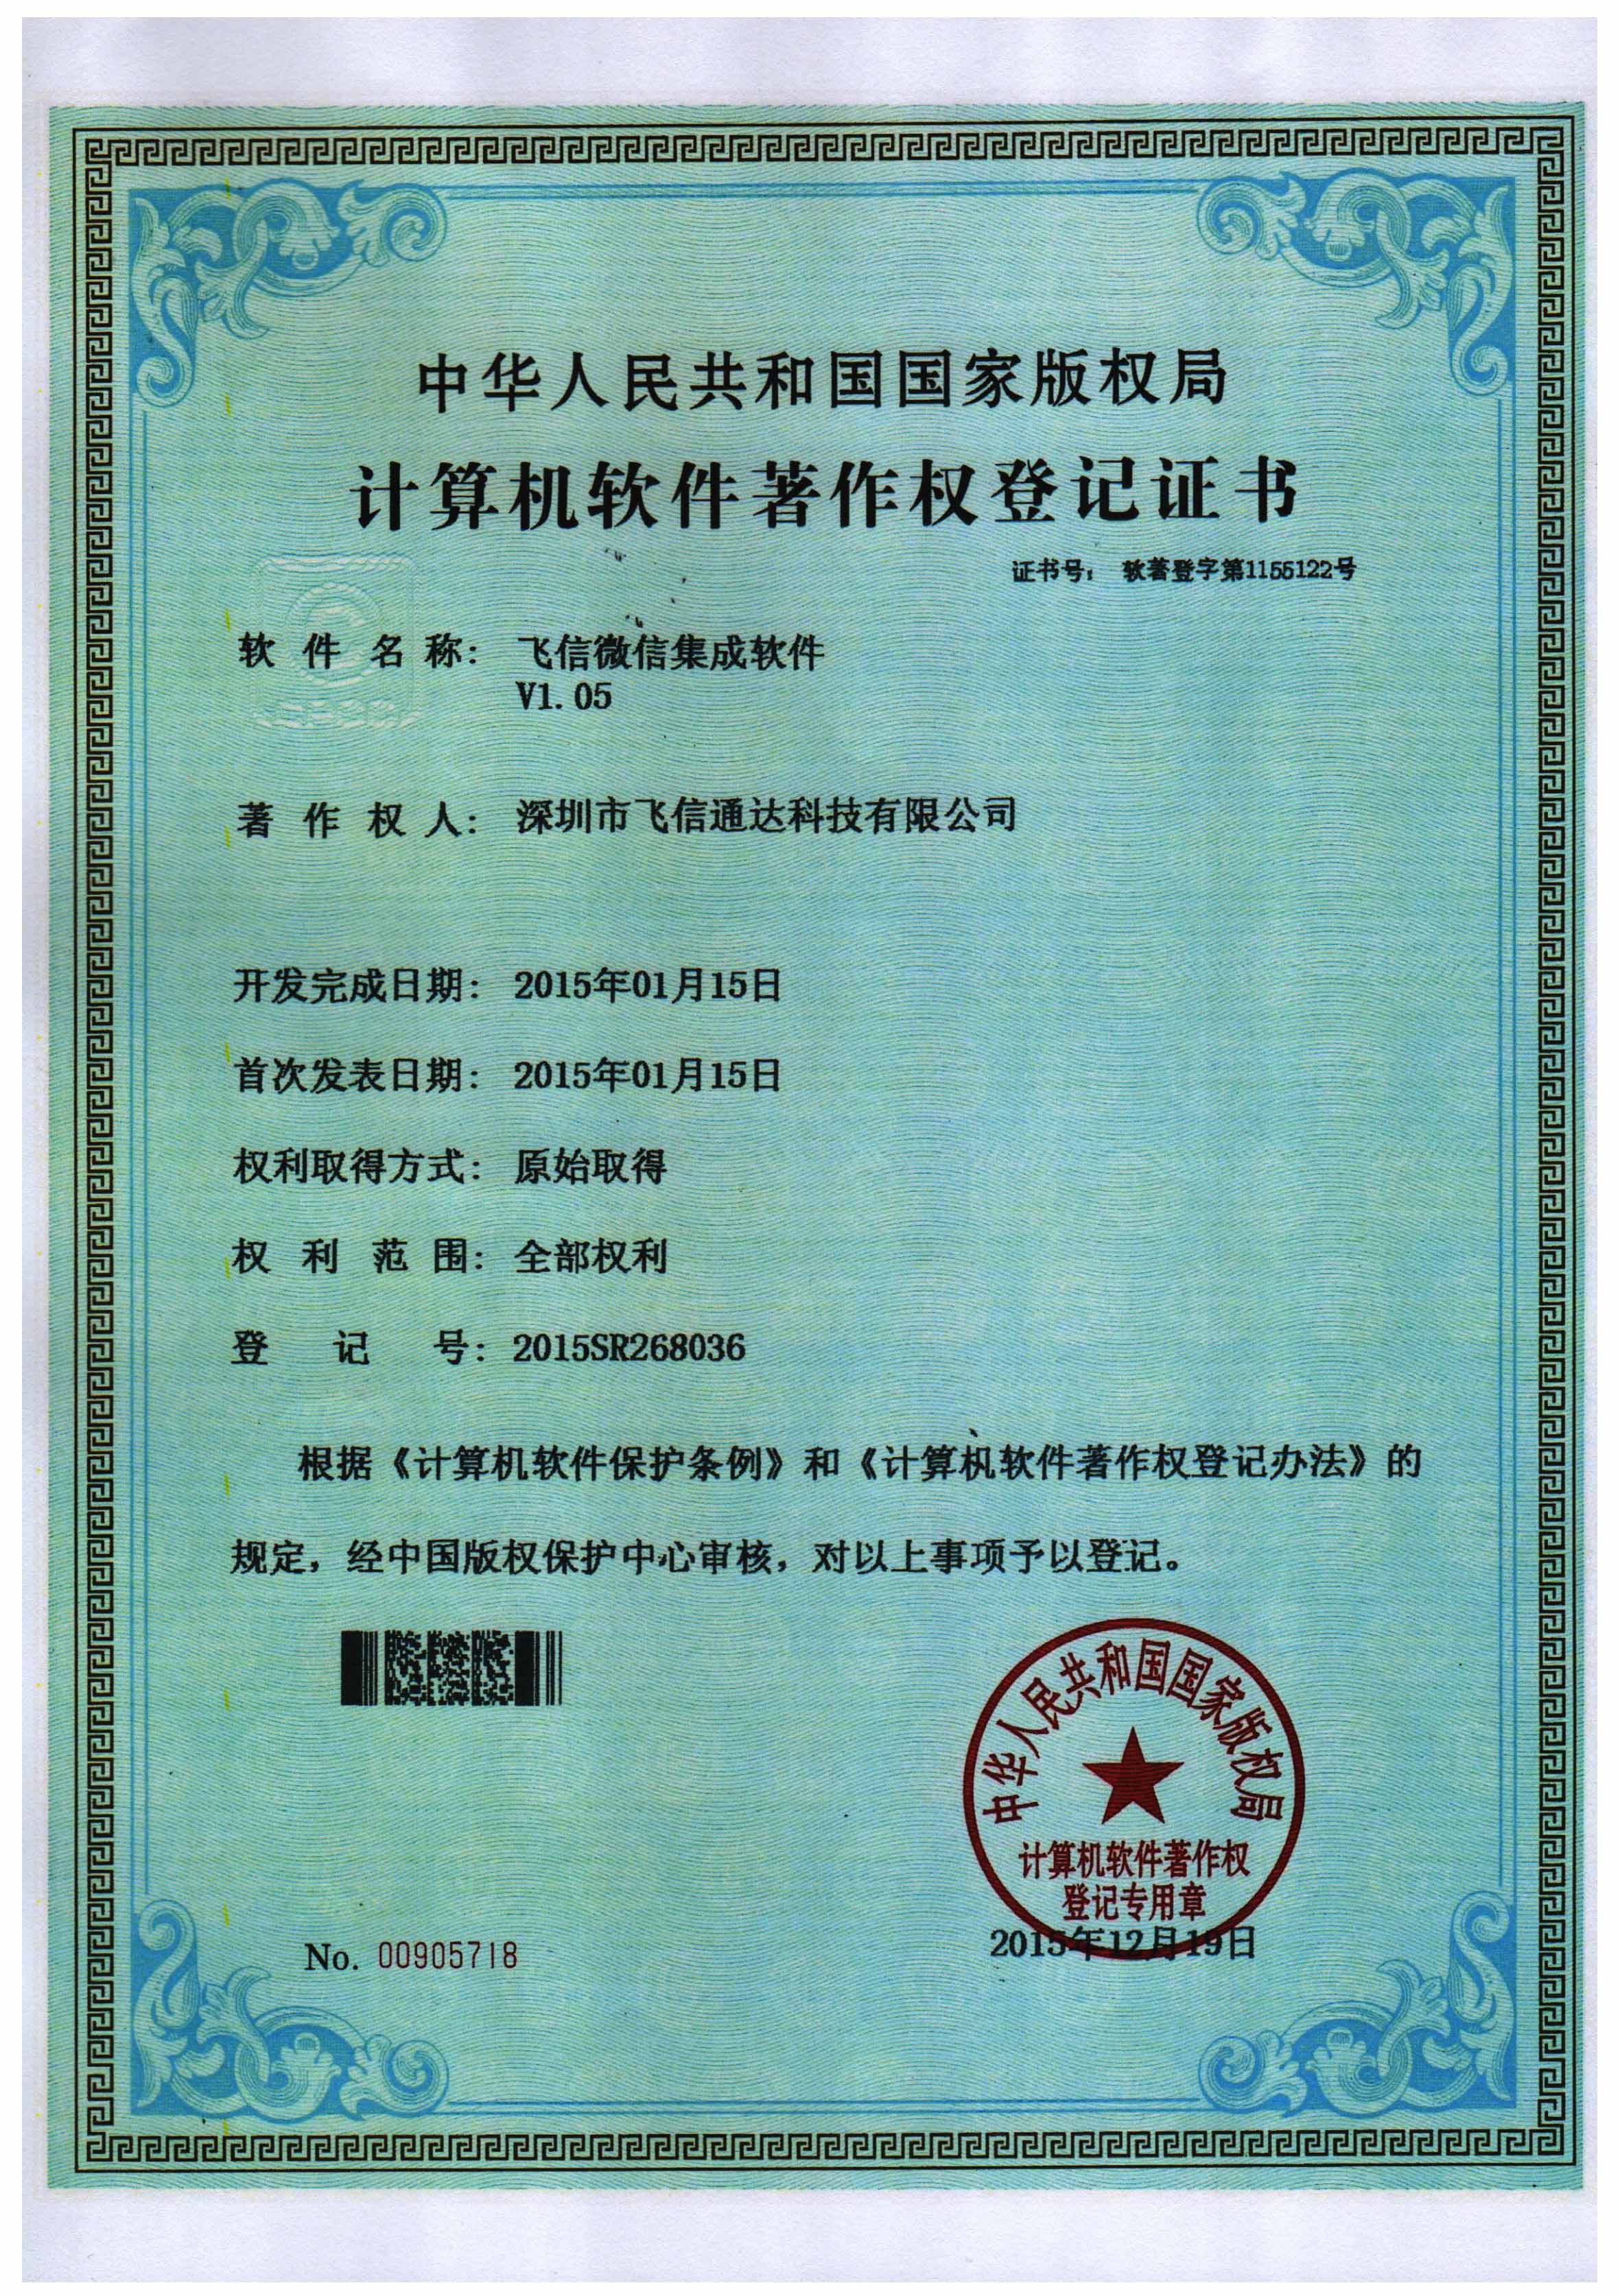 中华人民共和国国家版权局
计算机软件著作权登记证书
证书号： 软著登字第1155122号
软件名称： 飞信微信集成软件
V1.05
著作权人： 深圳市飞信通达科技有限公司
开发完成日期： 2015年01月15日
首次发表日期： 2015年01月15日
权利取得方式： 原始取得
权利范围： 全部权利
登记号： 2015SR268036
根据《计算机软件保护条例》和《计算机软件著作权登记办法》的
规定，经中国版权保护中心审核，对以上事项予以登记。
中华人民共和国国家版权局
计算机软件著作权
登记专用章
2015年12月19日
No. 00905718